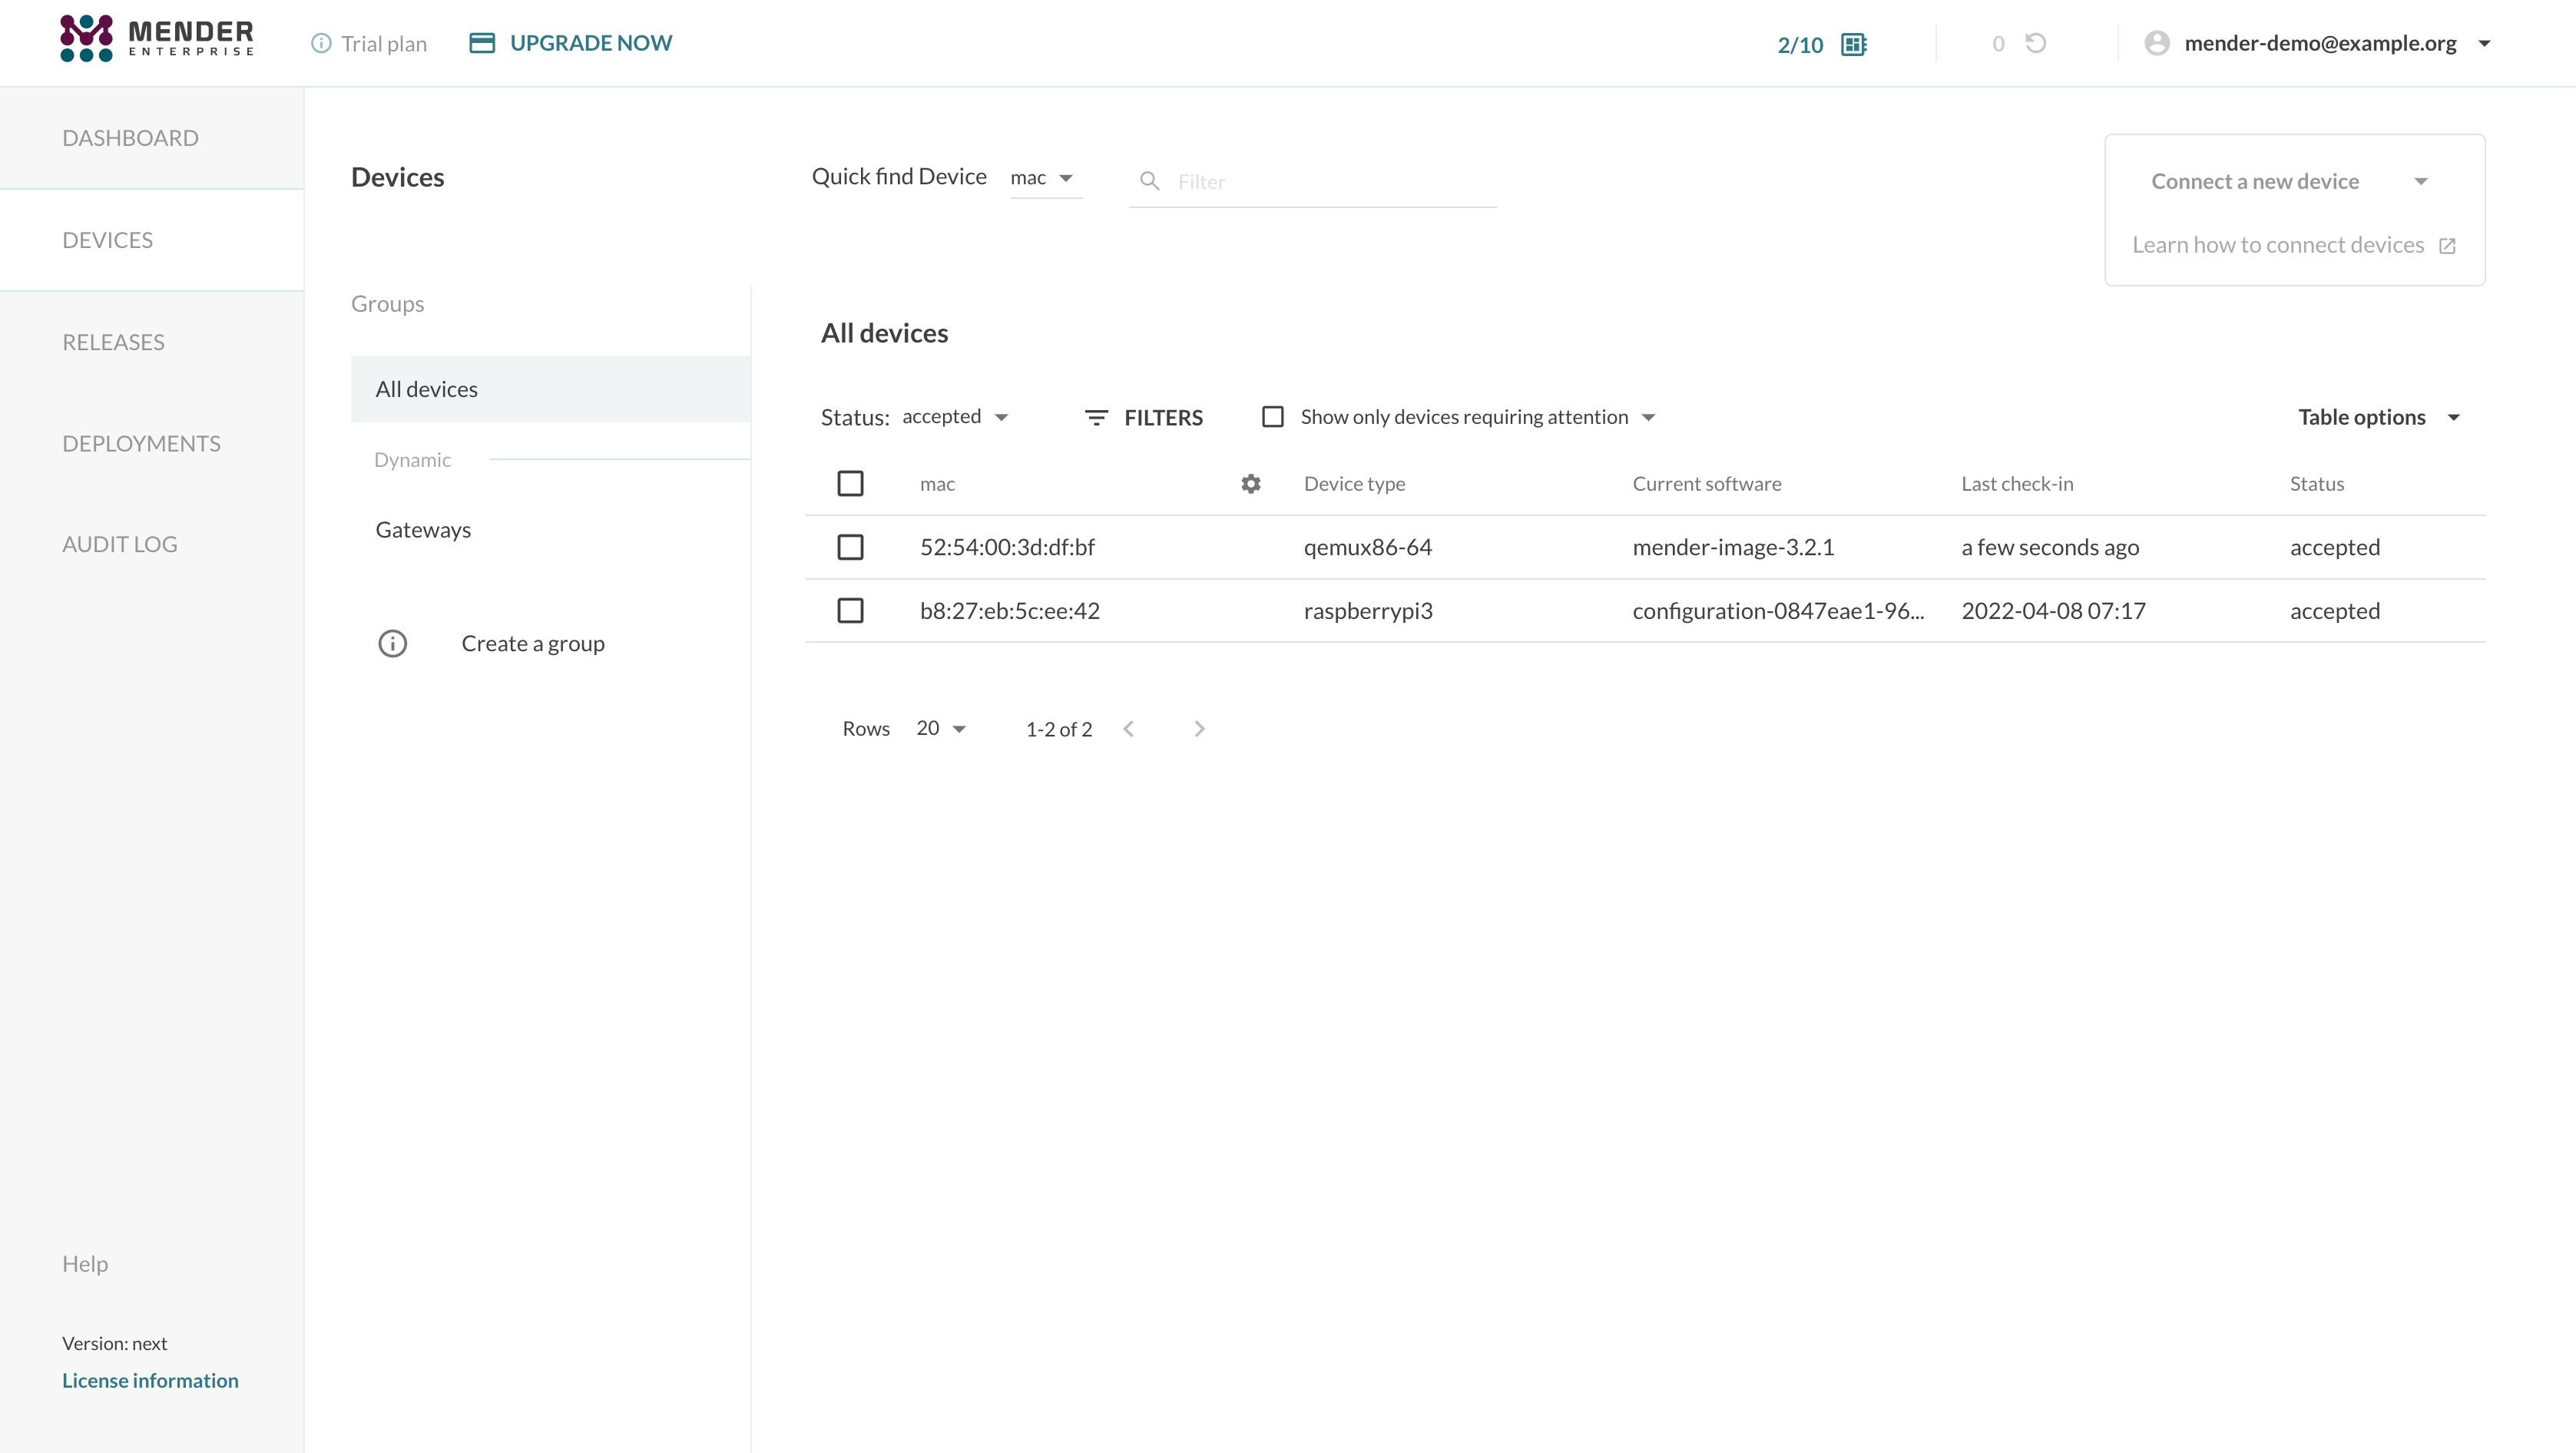 MENDER
ENTERPRISE
Trial plan
UPGRADE NOW
2/10
0
mender-demo@example.org
DASHBOARD
DEVICES
RELEASES
DEPLOYMENTS
AUDIT LOG
Help
Version: next
License information
Devices
Quick find Device mac
Filter
Connect a new device
Learn how to connect devices
Groups
All devices
Dynamic
Gateways
Create a group
All devices
Status: accepted FILTERS Show only devices requiring attention Table options
mac Device type Current software Last check-in Status
52:54:00:3d:df:bf qemux86-64 mender-image-3.2.1 a few seconds ago accepted
b8:27:eb:5c:ee:42 raspberrypi3 configuration-0847eae1-96... 2022-04-08 07:17 accepted
Rows 20 1-2 of 2